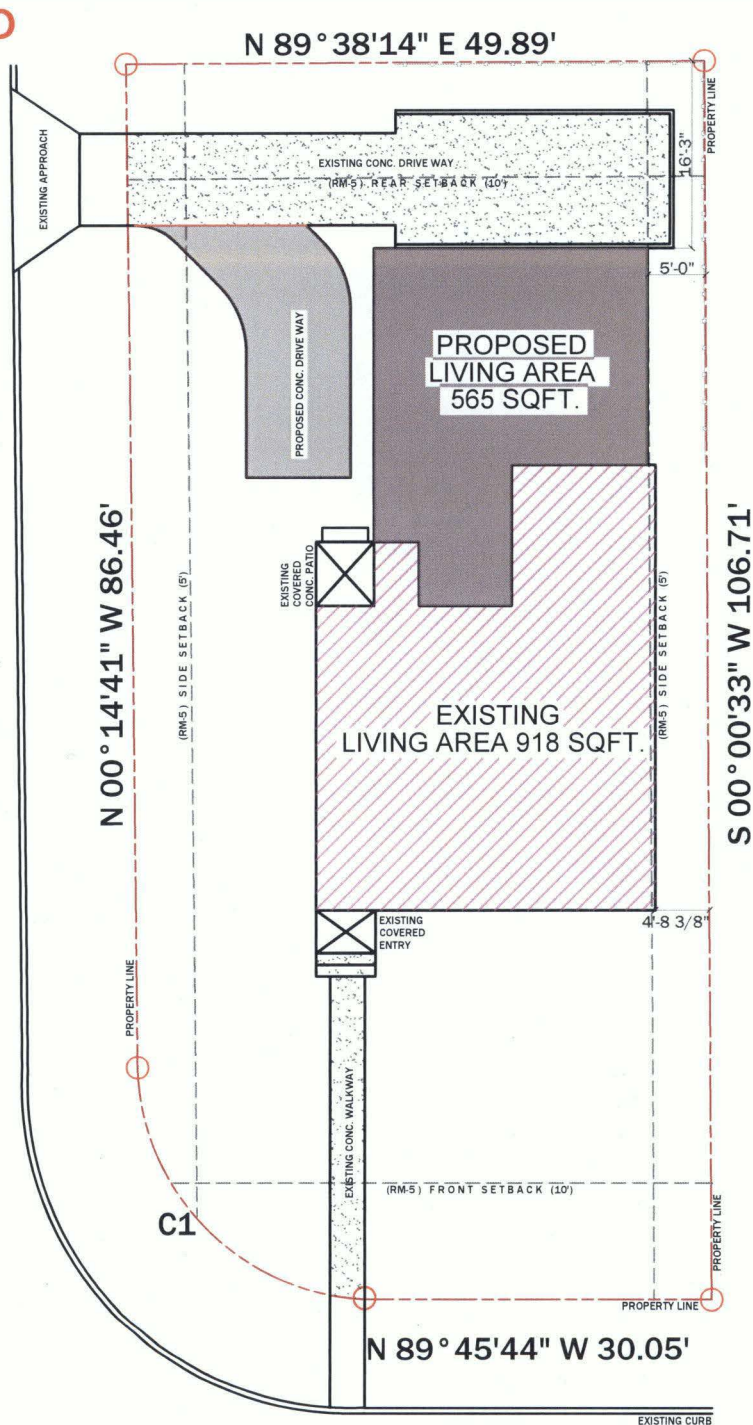 N 89°38'14" E 49.89'
PROPERTY LINE
EXISTING APPROACH
EXISTING CONC. DRIVE WAY
(RM-5) REAR SETBACK (10')
16'-3"
5'-0"
PROPOSED CONC. DRIVE WAY
PROPOSED
LIVING AREA
565 SQFT.
N 00°14'41" W 86.46'
(RM-5) SIDE SETBACK (5')
EXISTING
COVERED
CONC. PATIO
(RM-5) SIDE SETBACK (5')
S 00°00'33" W 106.71'
EXISTING
LIVING AREA 918 SQFT.
EXISTING
COVERED
ENTRY
4'-8 3/8"
PROPERTY LINE
EXISTING CONC. WALKWAY
(RM-5) FRONT SETBACK (10')
C1
PROPERTY LINE
PROPERTY LINE
N 89°45'44" W 30.05'
EXISTING CURB